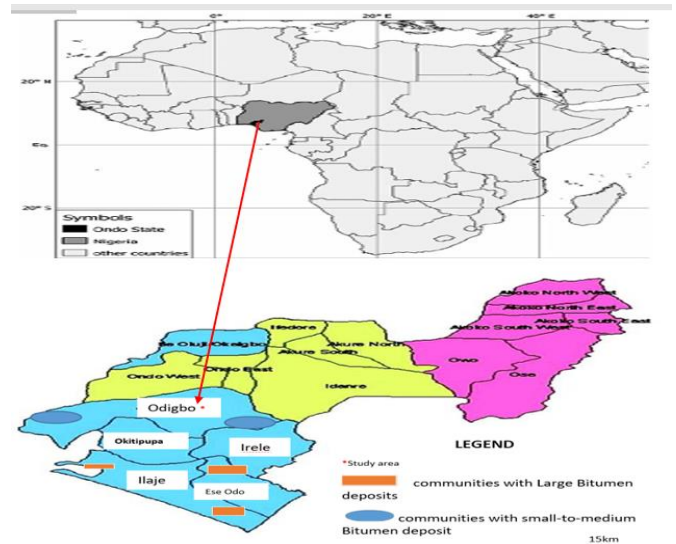 0°
20° E
40° E
20° N
Eq.
20° S
Symbols
Ondo State
Nigeria
other countries
Akoko North West
Akoko North East
Akoko South East
Akoko South West
Ifedore
Ile Oluji Okeigbo
Akure North
Akure South
Owo
Ondo East
Ondo West
Idanre
Ose
Odigbo *
Okitipupa
Irele
LEGEND
*Study area
Ilaje
Ese Odo
communities with Large Bitumen
deposits
communities with small-to-medium
Bitumen deposit
15km